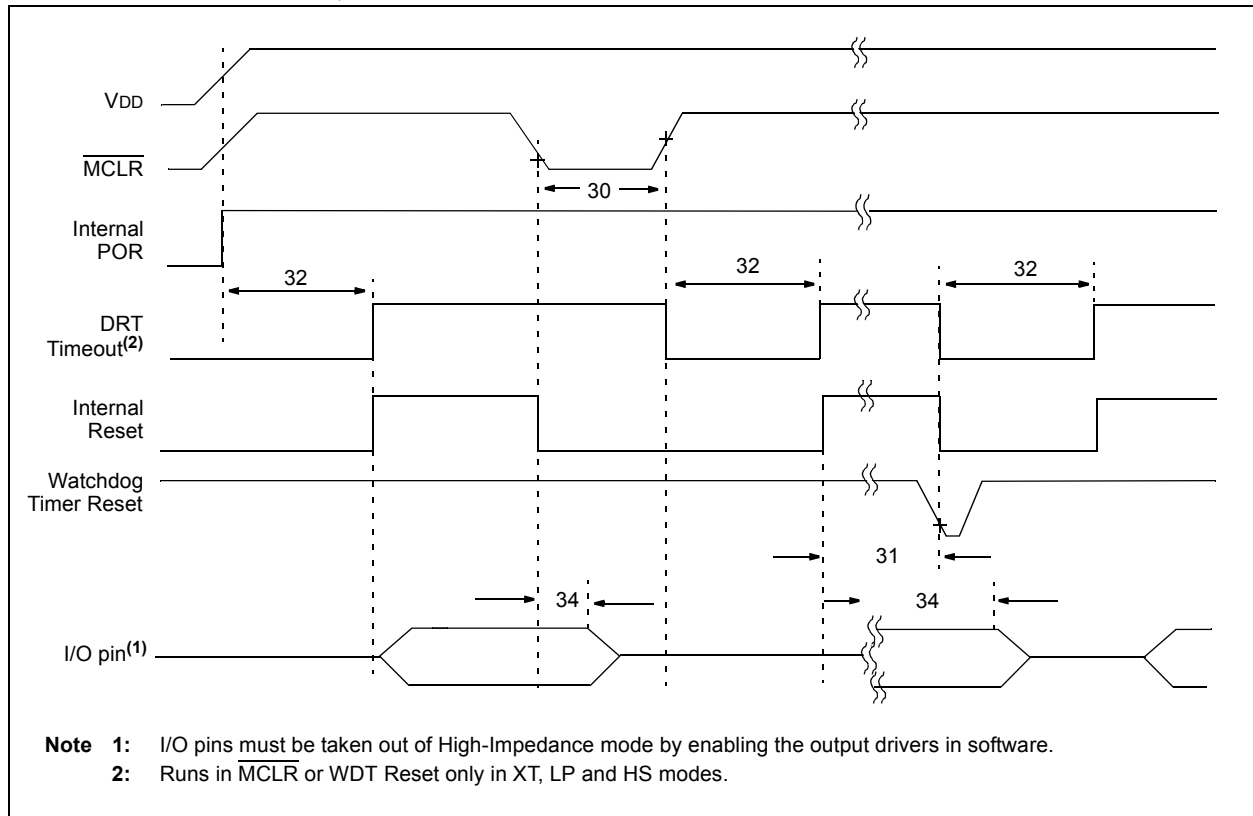 VDD
MCLR
30
Internal
POR
32
32
32
DRT
Timeout(2)
Internal
Reset
Watchdog
Timer Reset
31
34
34
I/O pin(1)
Note 1: I/O pins must be taken out of High-Impedance mode by enabling the output drivers in software.
2: Runs in MCLR or WDT Reset only in XT, LP and HS modes.